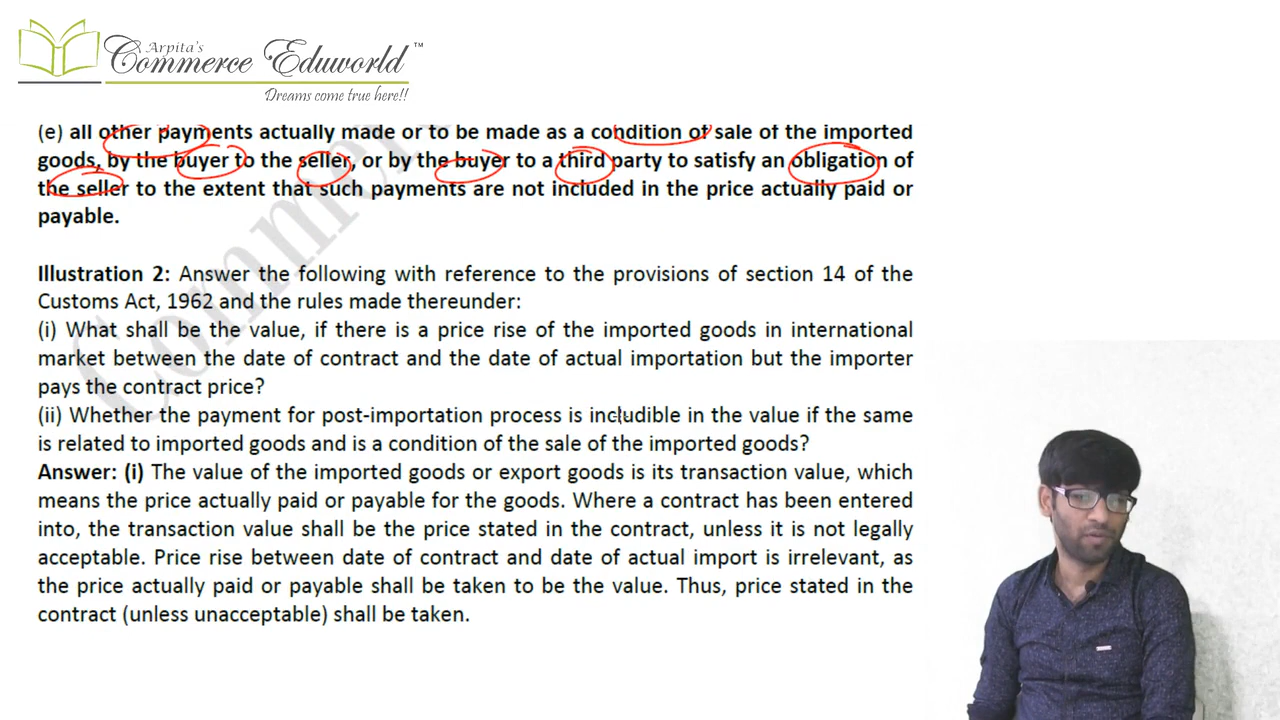 Arpita's
Commerce Eduworld™
Dreams come true here!!
(e) all other payments actually made or to be made as a condition of sale of the imported
goods, by the buyer to the seller, or by the buyer to a third party to satisfy an obligation of
the seller to the extent that such payments are not included in the price actually paid or
payable.
Illustration 2: Answer the following with reference to the provisions of section 14 of the
Customs Act, 1962 and the rules made thereunder:
(i) What shall be the value, if there is a price rise of the imported goods in international
market between the date of contract and the date of actual importation but the importer
pays the contract price?
(ii) Whether the payment for post-importation process is includible in the value if the same
is related to imported goods and is a condition of the sale of the imported goods?
Answer: (i) The value of the imported goods or export goods is its transaction value, which
means the price actually paid or payable for the goods. Where a contract has been entered
into, the transaction value shall be the price stated in the contract, unless it is not legally
acceptable. Price rise between date of contract and date of actual import is irrelevant, as
the price actually paid or payable shall be taken to be the value. Thus, price stated in the
contract (unless unacceptable) shall be taken.
Commer